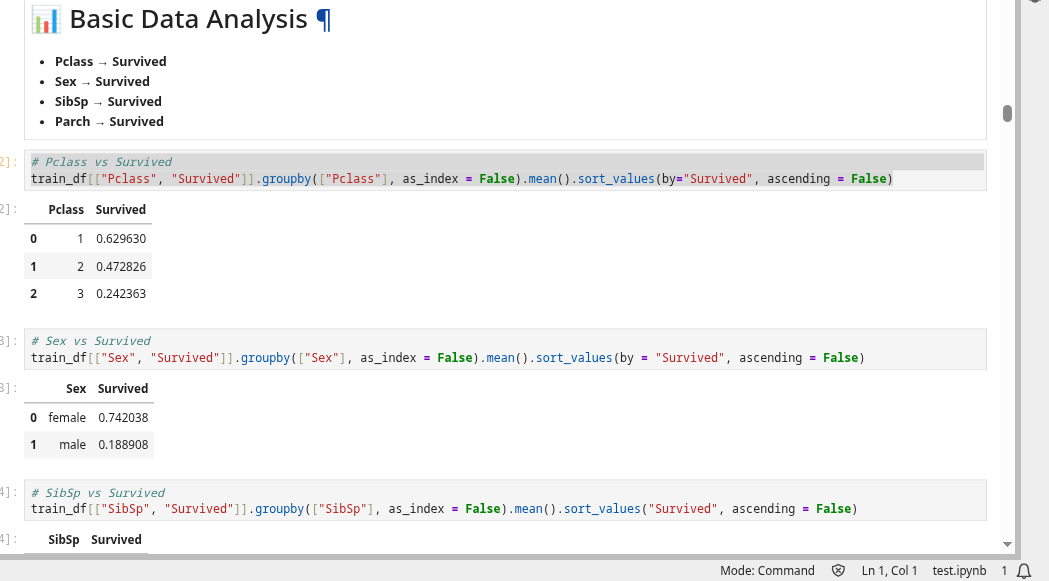 📊 Basic Data Analysis ¶
• Pclass → Survived
• Sex → Survived
• SibSp → Survived
• Parch → Survived
2]: # Pclass vs Survived
train_df[["Pclass", "Survived"]].groupby(["Pclass"], as_index = False).mean().sort_values(by="Survived", ascending = False)
2]: Pclass Survived
0 1 0.629630
1 2 0.472826
2 3 0.242363
3]: # Sex vs Survived
train_df[["Sex", "Survived"]].groupby(["Sex"], as_index = False).mean().sort_values(by = "Survived", ascending = False)
3]: Sex Survived
0 female 0.742038
1 male 0.188908
4]: # SibSp vs Survived
train_df[["SibSp", "Survived"]].groupby(["SibSp"], as_index = False).mean().sort_values("Survived", ascending = False)
4]: SibSp Survived
Mode: Command Ln 1, Col 1 test.ipynb 1